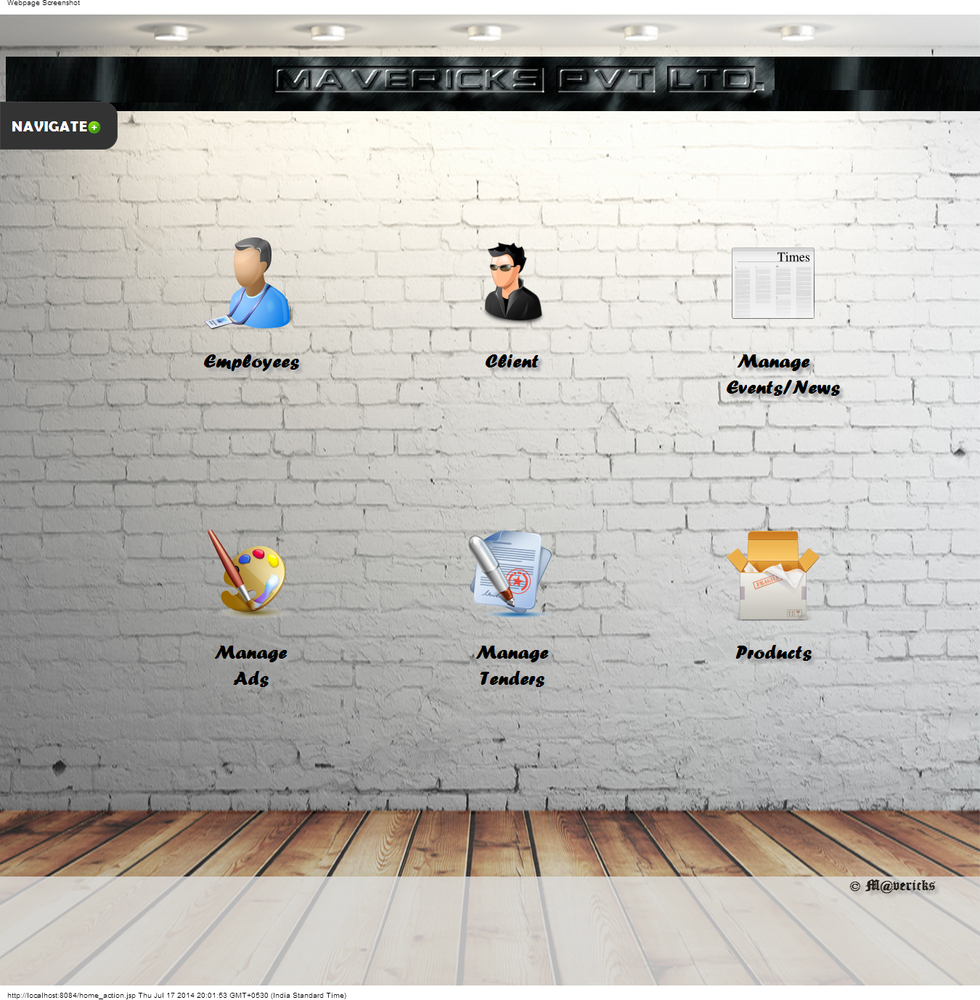 Webpage Screenshot
MAVERICKS PVT LTD.
NAVIGATE
Times
Employees
Client
Manage
Events/News
FRAGILE
Manage
Ads
Manage
Tenders
Products
© M@vericks
http://localhost:8084/home_action.jsp Thu Jul 17 2014 20:01:53 GMT+0530 (India Standard Time)